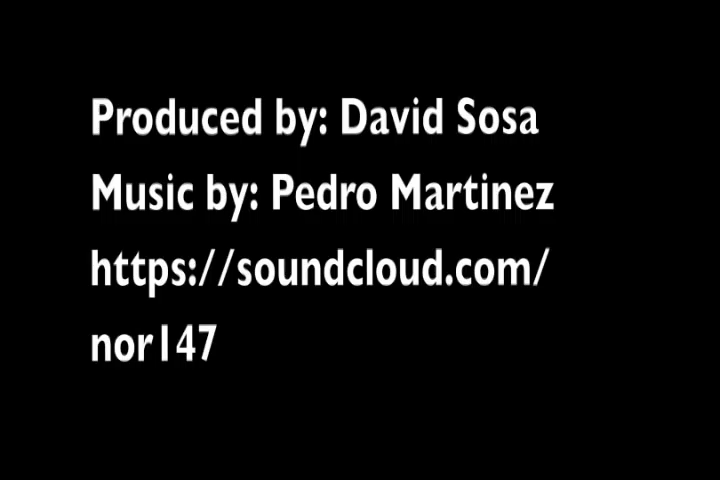 Produced by: David Sosa
Music by: Pedro Martinez
https://soundcloud.com/
nor147